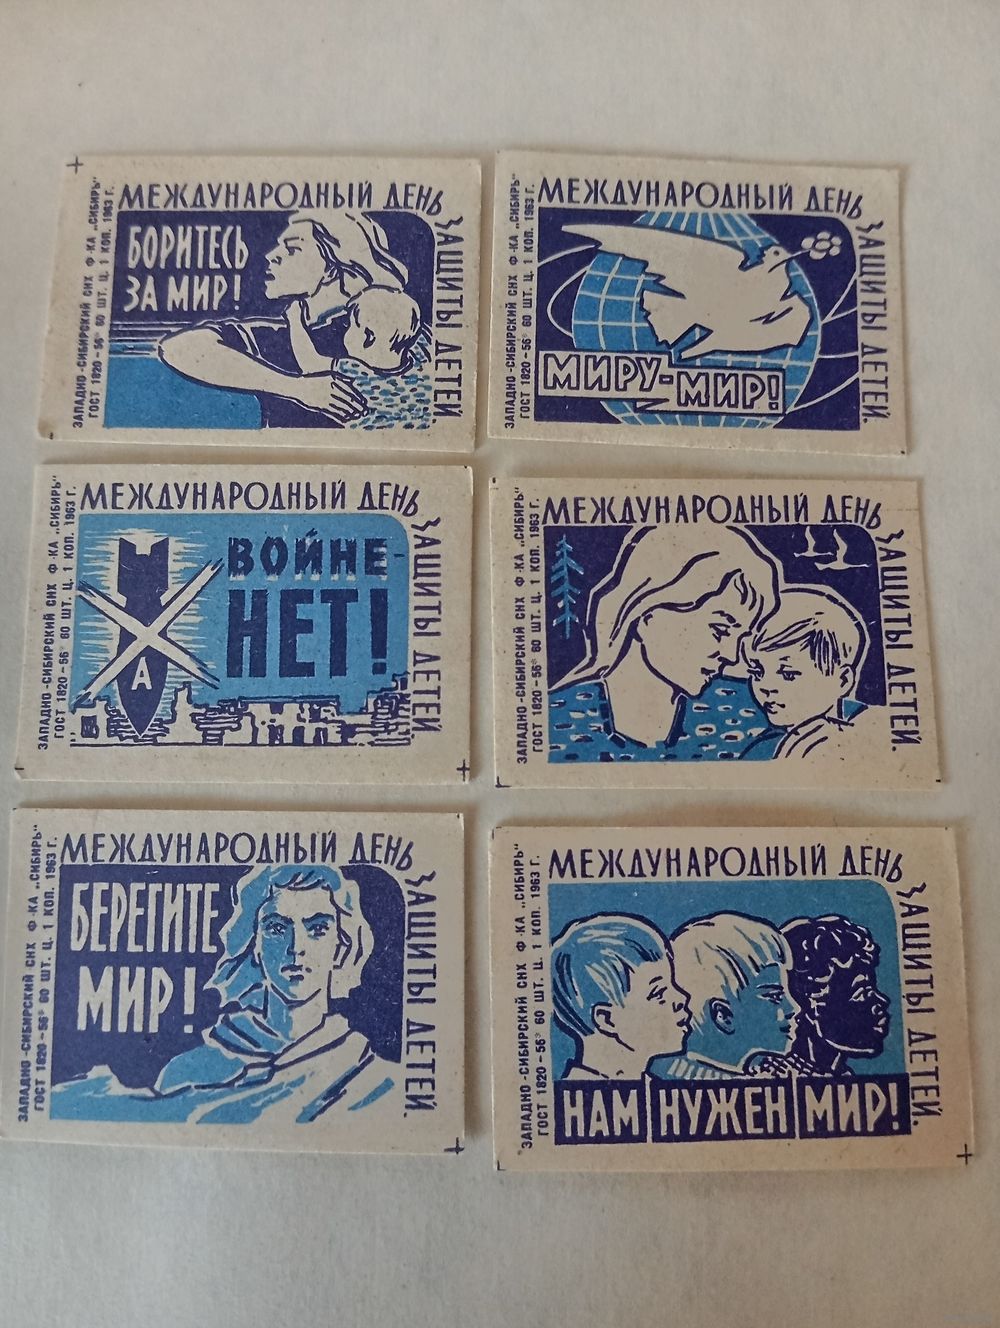 МЕЖДУНАРОДНЫЙ ДЕНЬ ЗАЩИТЫ ДЕТЕЙ.
БОРИТЕСЬ
ЗА МИР!
ЗАПАДНО-СИБИРСКИЙ СНХ Ф-КА „СИБИРЬ"
ГОСТ 1820-56* 60 ШТ. Ц. 1 КОП. 1963 Г.
МЕЖДУНАРОДНЫЙ ДЕНЬ ЗАЩИТЫ ДЕТЕЙ.
МИРУ-МИР!
ЗАПАДНО-СИБИРСКИЙ СНХ Ф-КА „СИБИРЬ"
ГОСТ 1820-56* 60 ШТ. Ц. 1 КОП. 1963 Г.
МЕЖДУНАРОДНЫЙ ДЕНЬ ЗАЩИТЫ ДЕТЕЙ
ВОЙНЕ-
НЕТ!
А
ЗАПАДНО-СИБИРСКИЙ СНХ Ф-КА „СИБИРЬ"
ГОСТ 1820-56* 60 ШТ. Ц. 1 КОП. 1963 Г.
МЕЖДУНАРОДНЫЙ ДЕНЬ ЗАЩИТЫ ДЕТЕЙ.
ЗАПАДНО-СИБИРСКИЙ СНХ Ф-КА „СИБИРЬ"
ГОСТ 1820-56* 60 ШТ. Ц. 1 КОП. 1963 Г.
МЕЖДУНАРОДНЫЙ ДЕНЬ ЗАЩИТЫ ДЕТЕЙ.
БЕРЕГИТЕ
МИР!
ЗАПАДНО-СИБИРСКИЙ СНХ Ф-КА „СИБИРЬ"
ГОСТ 1820-56* 60 ШТ. Ц. 1 КОП. 1963 Г.
МЕЖДУНАРОДНЫЙ ДЕНЬ ЗАЩИТЫ ДЕТЕЙ.
НАМ НУЖЕН МИР!
ЗАПАДНО-СИБИРСКИЙ СНХ Ф-КА „СИБИРЬ"
ГОСТ 1820-56* 60 ШТ. Ц. 1 КОП. 1963 Г.